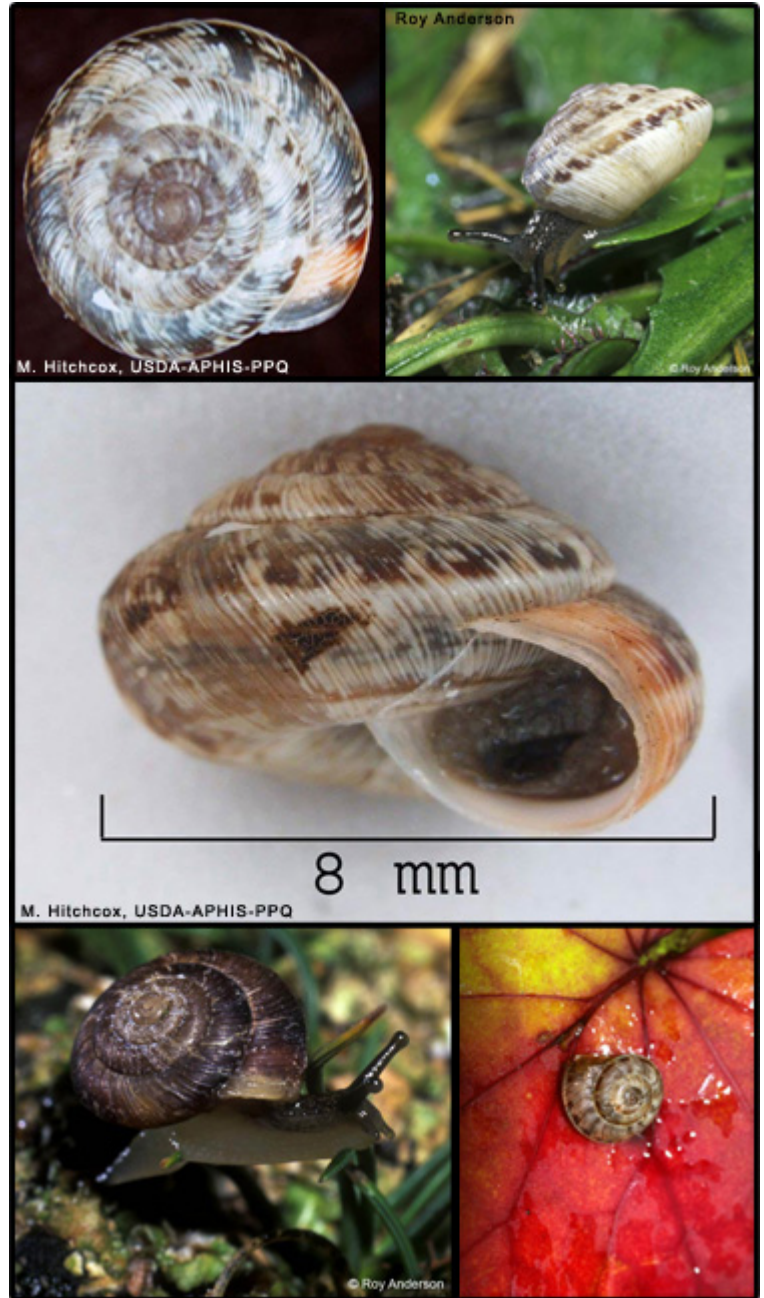 Roy Anderson
M. Hitchcox, USDA-APHIS-PPQ
© Roy Anderson
8 mm
M. Hitchcox, USDA-APHIS-PPQ
© Roy Anderson